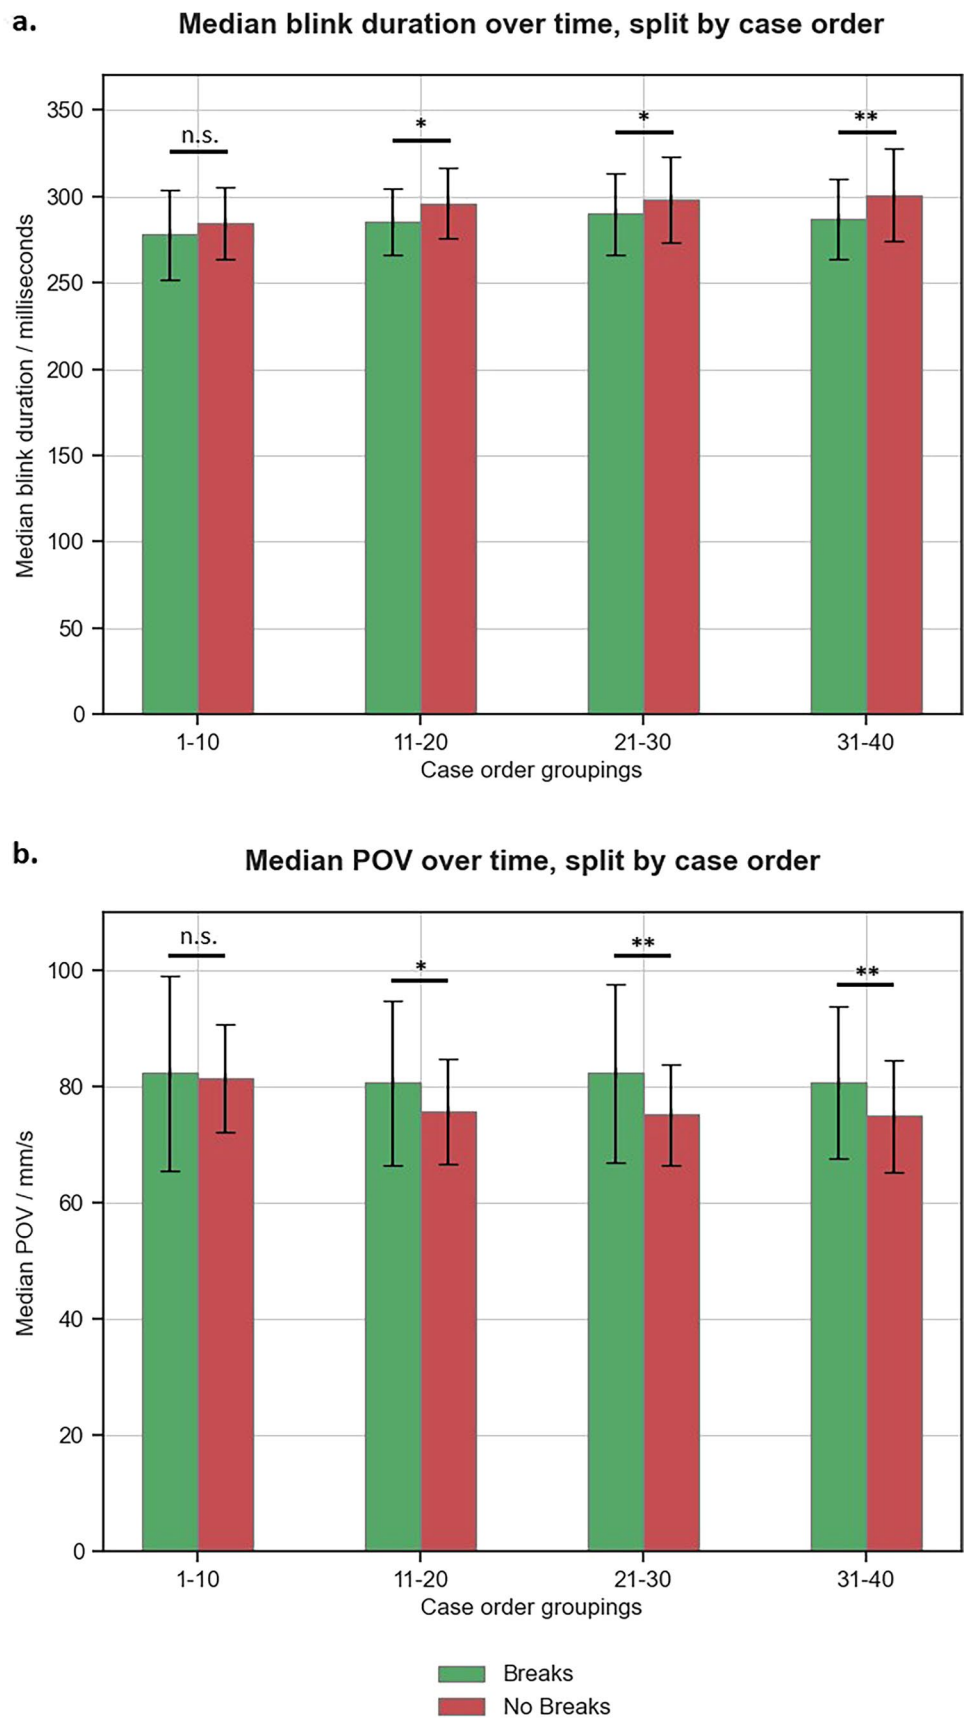 a.
Median blink duration over time, split by case order
Median blink duration / milliseconds
350
300
250
200
150
100
50
0
n.s.
*
*
**
1-10
11-20
21-30
31-40
Case order groupings
b.
Median POV over time, split by case order
Median POV / mm/s
100
80
60
40
20
0
n.s.
*
**
**
1-10
11-20
21-30
31-40
Case order groupings
Breaks
No Breaks